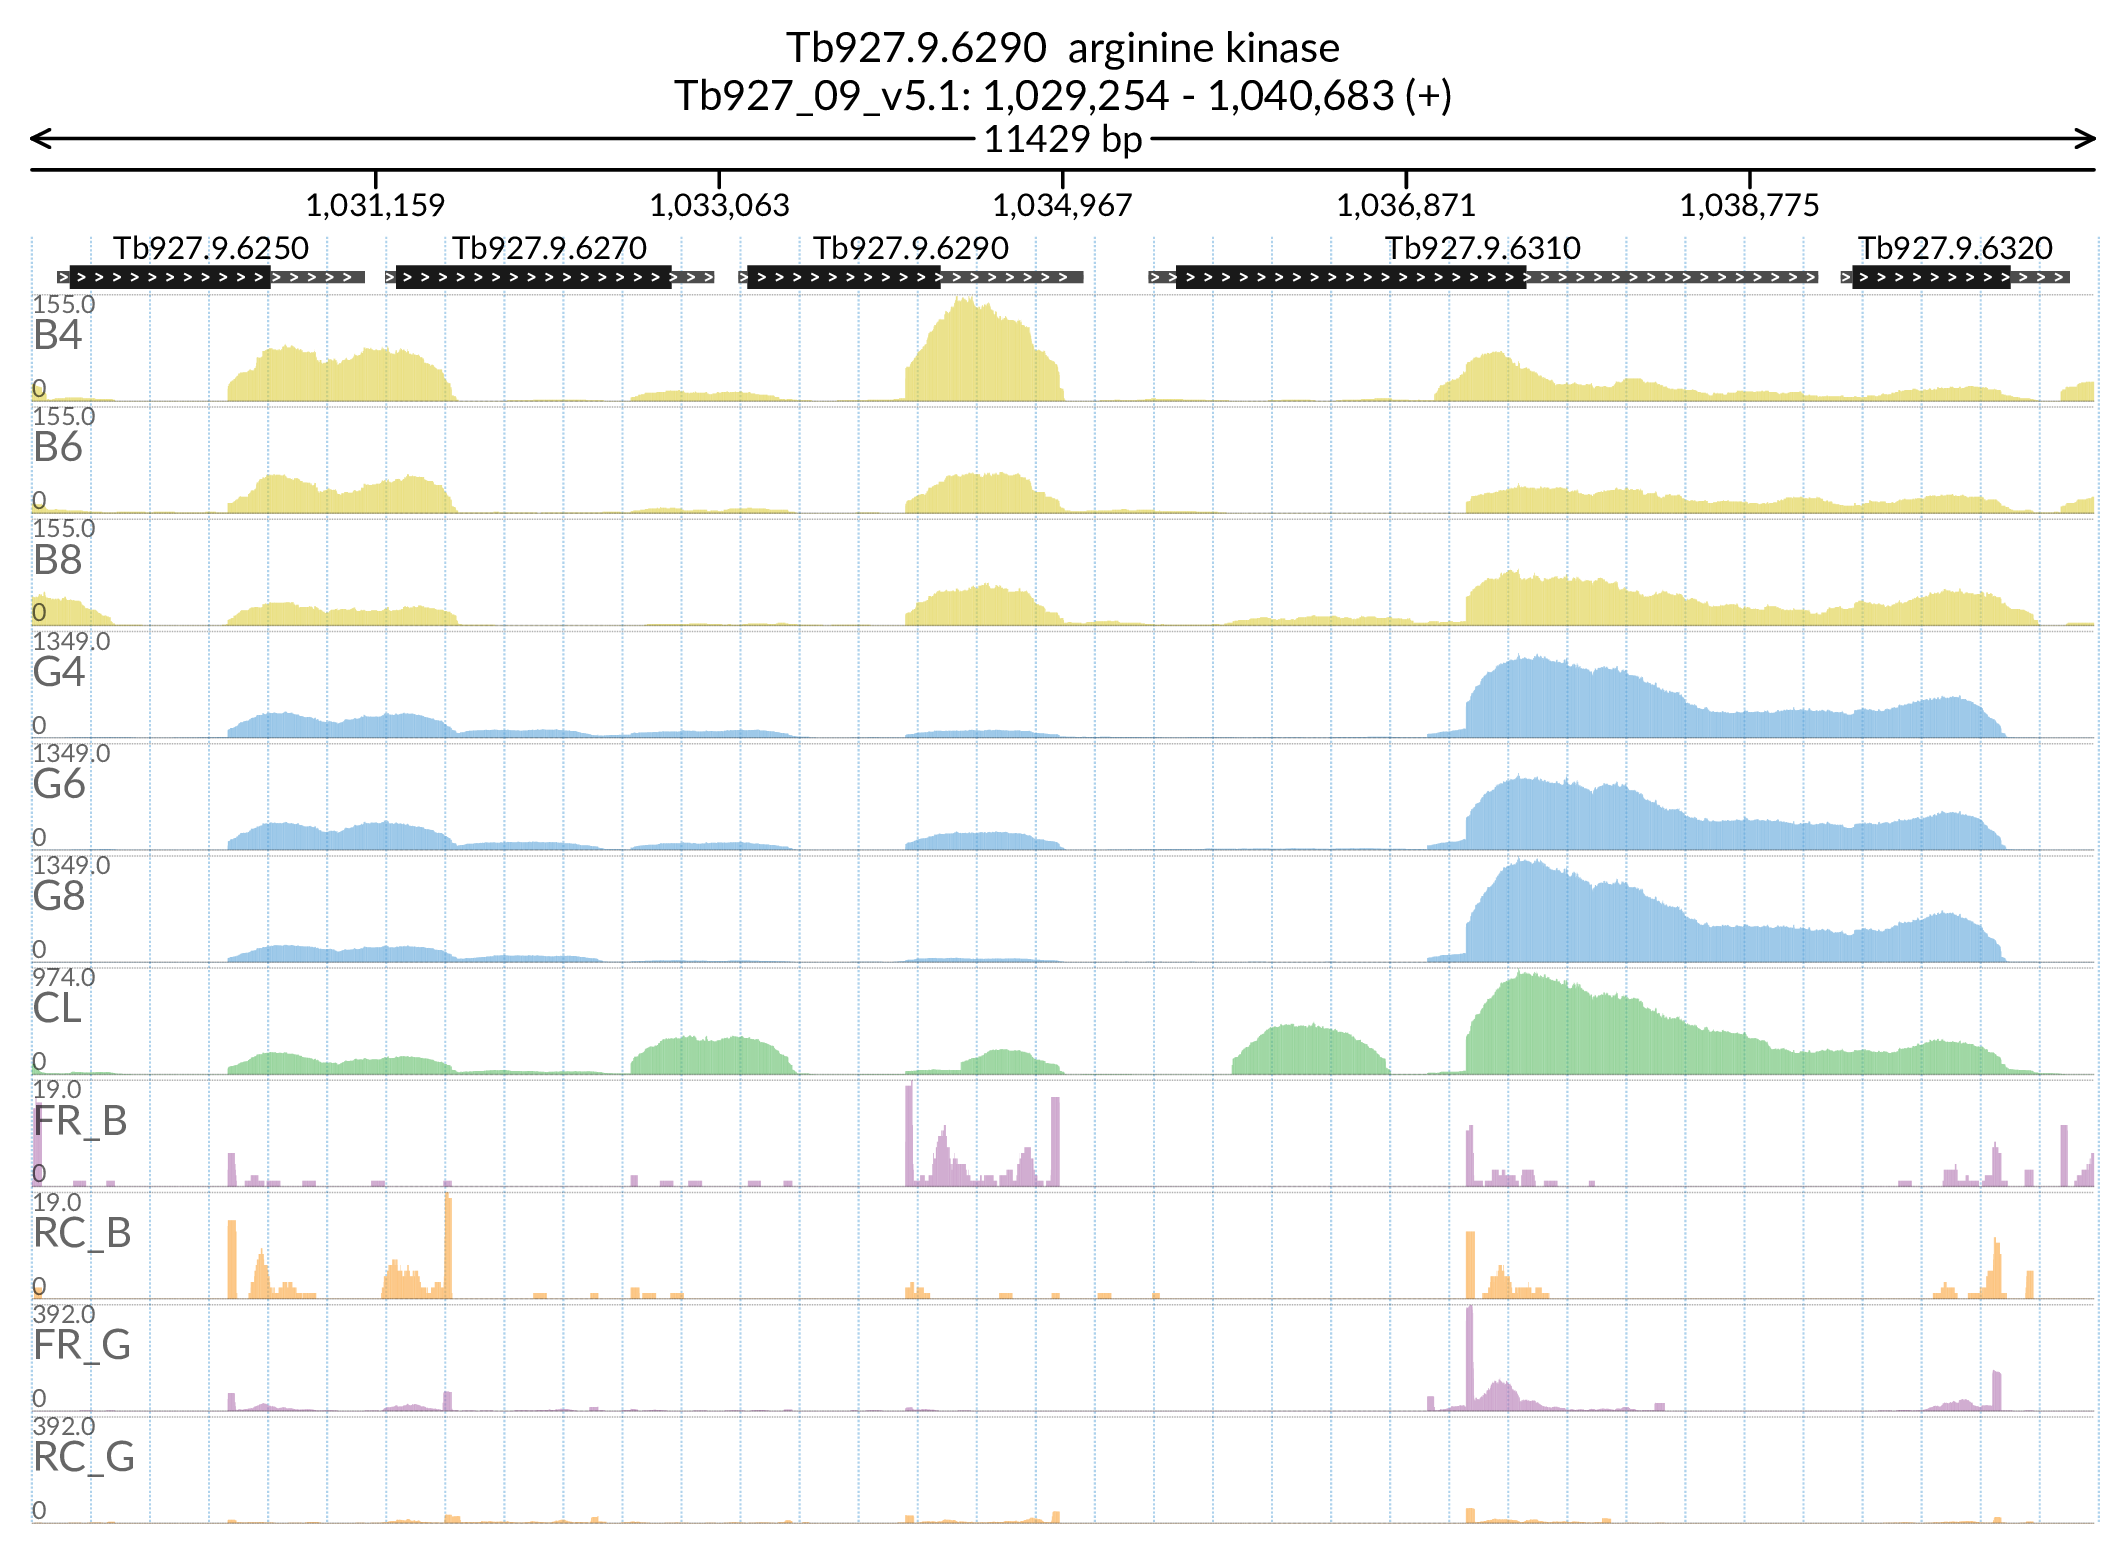 Tb927.9.6290  arginine kinase
Tb927_09_v5.1: 1,029,254 - 1,040,683 (+)
11429 bp
1,031,159 1,033,063 1,034,967 1,036,871 1,038,775
Tb927.9.6250 Tb927.9.6270 Tb927.9.6290 Tb927.9.6310 Tb927.9.6320
155.0
B4
0
155.0
B6
0
155.0
B8
0
1349.0
G4
0
1349.0
G6
0
1349.0
G8
0
974.0
CL
0
19.0
FR_B
0
19.0
RC_B
0
392.0
FR_G
0
392.0
RC_G
0